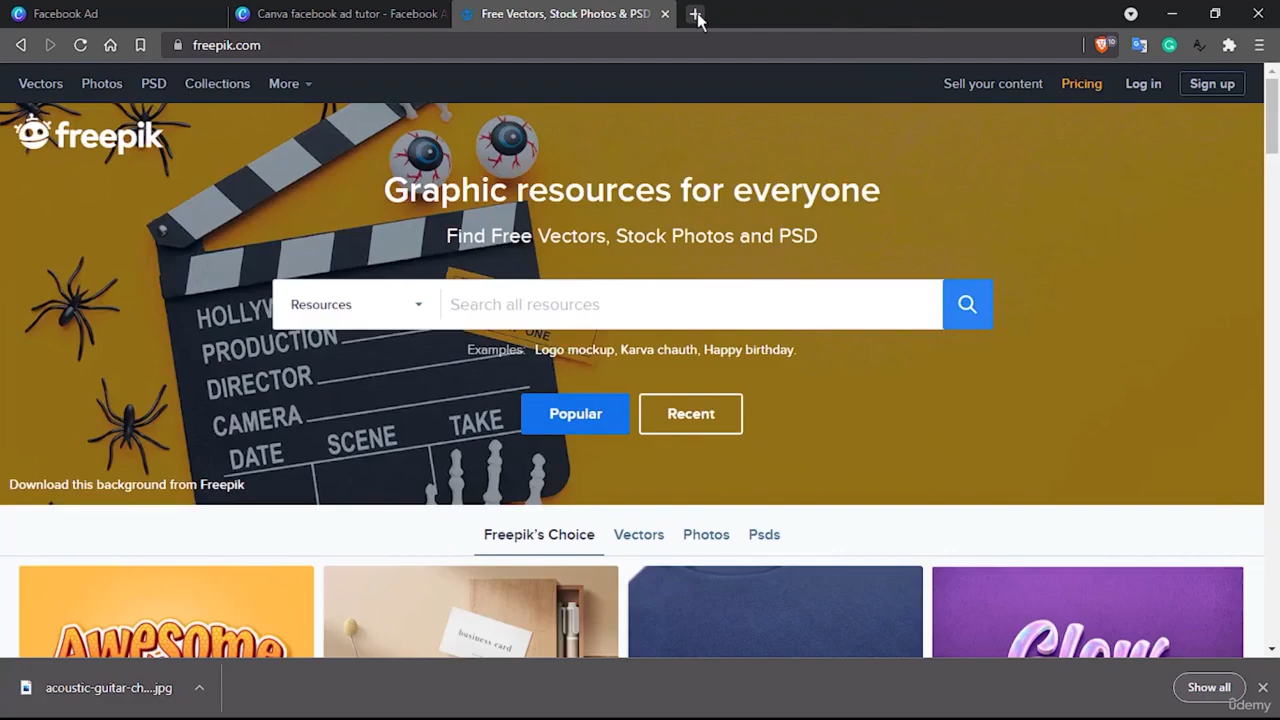 Facebook Ad
Canva facebook ad tutor - Facebook A
Free Vectors, Stock Photos & PSD
freepik.com
10
Vectors
Photos
PSD
Collections
More
Sell your content
Pricing
Log in
Sign up
freepik
Graphic resources for everyone
Find Free Vectors, Stock Photos and PSD
Resources
Search all resources
Examples: Logo mockup, Karva chauth, Happy birthday.
HOLLYW
PRODUCTION
DIRECTOR
CAMERA
DATE
SCENE
TAKE
ONE
Popular
Recent
Download this background from Freepik
Freepik's Choice
Vectors
Photos
Psds
Awesome
business card
Glow
acoustic-guitar-ch....jpg
Show all
ûdemy